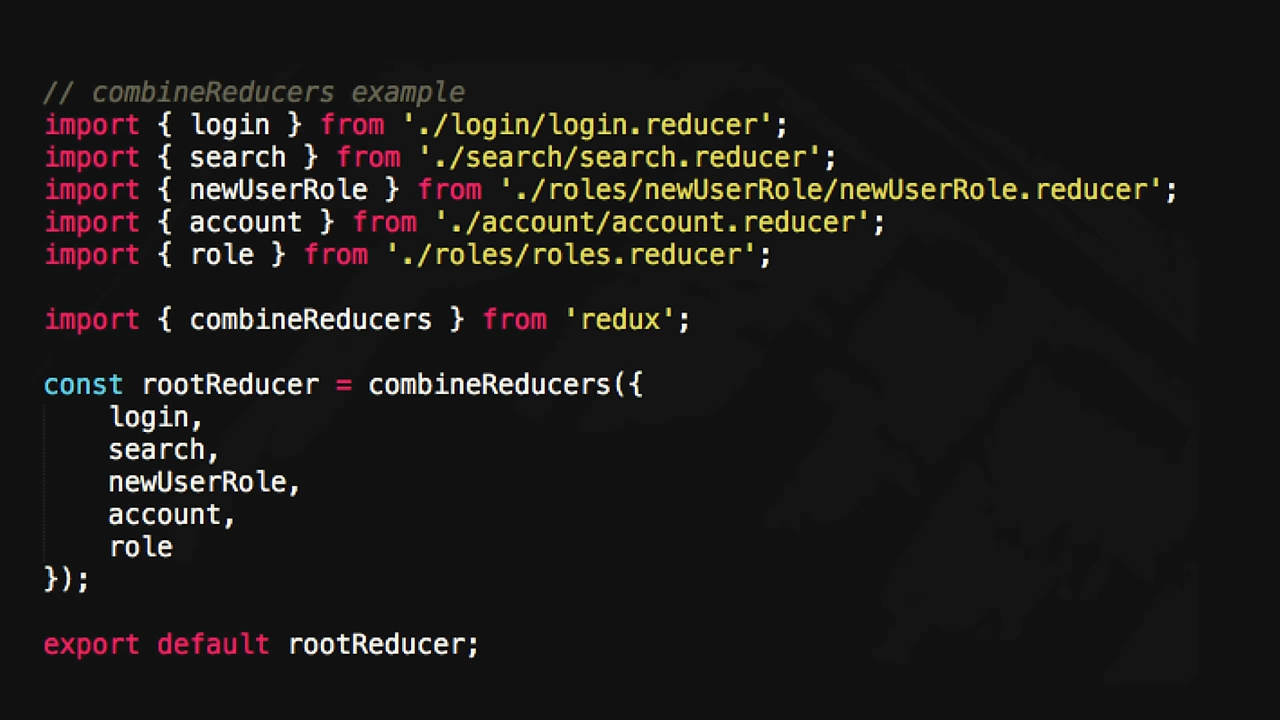 // combineReducers example
import { login } from './login/login.reducer';
import { search } from './search/search.reducer';
import { newUserRole } from './roles/newUserRole/newUserRole.reducer';
import { account } from './account/account.reducer';
import { role } from './roles/roles.reducer';

import { combineReducers } from 'redux';

const rootReducer = combineReducers({
    login,
    search,
    newUserRole,
    account,
    role
});

export default rootReducer;